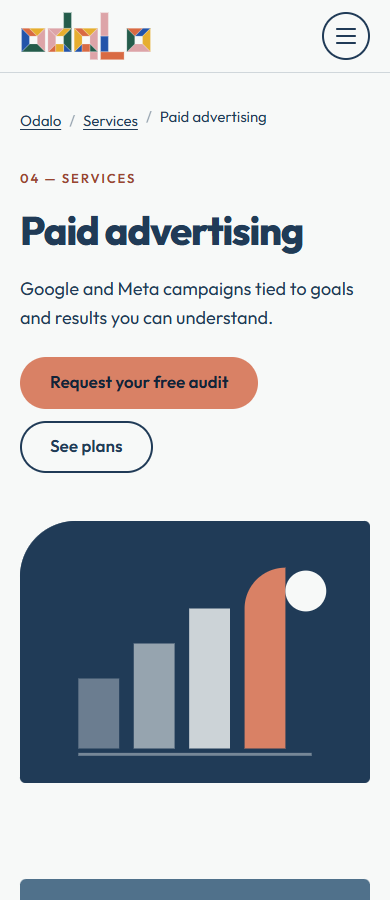 odalo
Odalo / Services / Paid advertising
04 — SERVICES
Paid advertising
Google and Meta campaigns tied to goals
and results you can understand.
Request your free audit
See plans